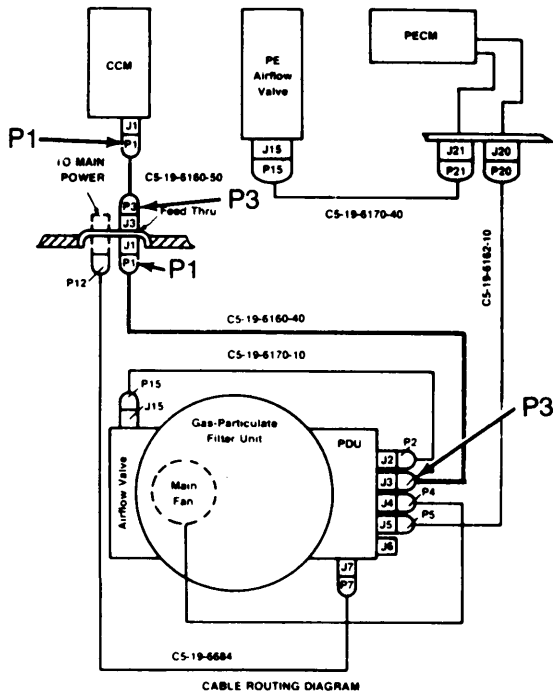 CCM
PE
Airflow
Valve
PECM
J1
P1
P1
J15
P15
J21
P21
J20
P20
TO MAIN
POWER
C5-19-6160-50
P3
P3
J3
Feed Thru
C5-19-6170-40
C5-19-6162-10
J1
P1
P1
P12
C5-19-6160-40
C5-19-6170-10
P15
J15
Gas-Particulate
Filter Unit
PDU
Airflow Valve
Main
Fan
J2
P2
P3
J3
J4
P4
J5
P5
J6
J7
P7
C5-19-6684
CABLE ROUTING DIAGRAM